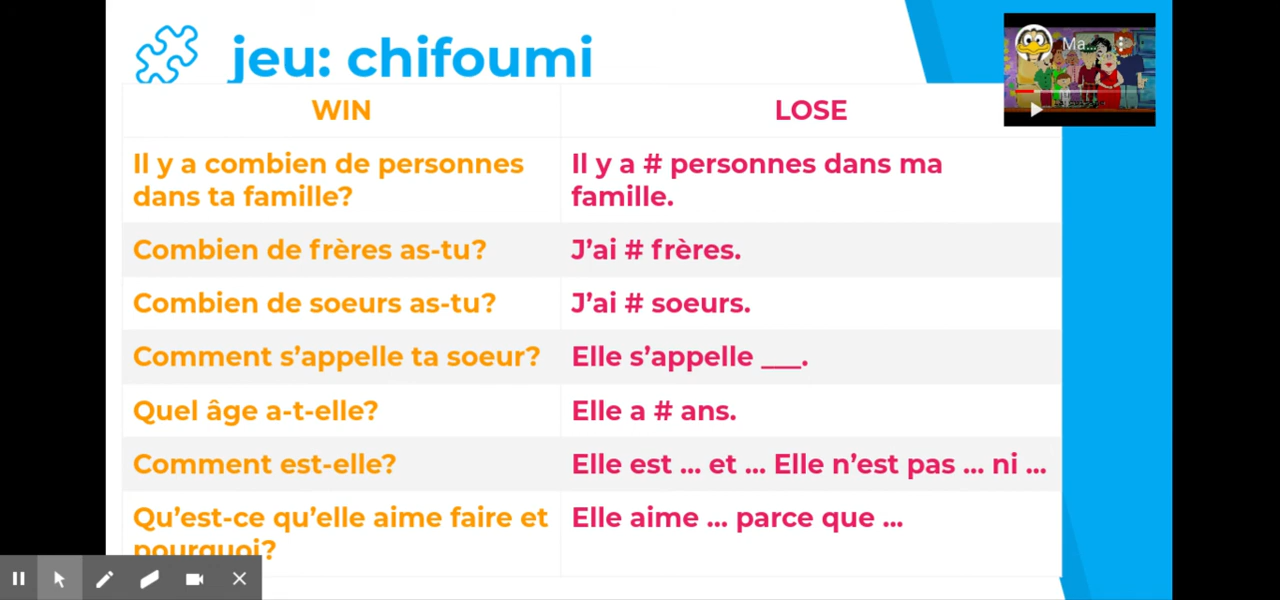 jeu: chifoumi
Ma...
WIN
LOSE
Il y a combien de personnes
dans ta famille?
Il y a # personnes dans ma
famille.
Combien de frères as-tu?
J’ai # frères.
Combien de soeurs as-tu?
J’ai # soeurs.
Comment s’appelle ta soeur?
Elle s’appelle ___.
Quel âge a-t-elle?
Elle a # ans.
Comment est-elle?
Elle est ... et ... Elle n’est pas ... ni ...
Qu’est-ce qu’elle aime faire et
pourquoi?
Elle aime ... parce que ...